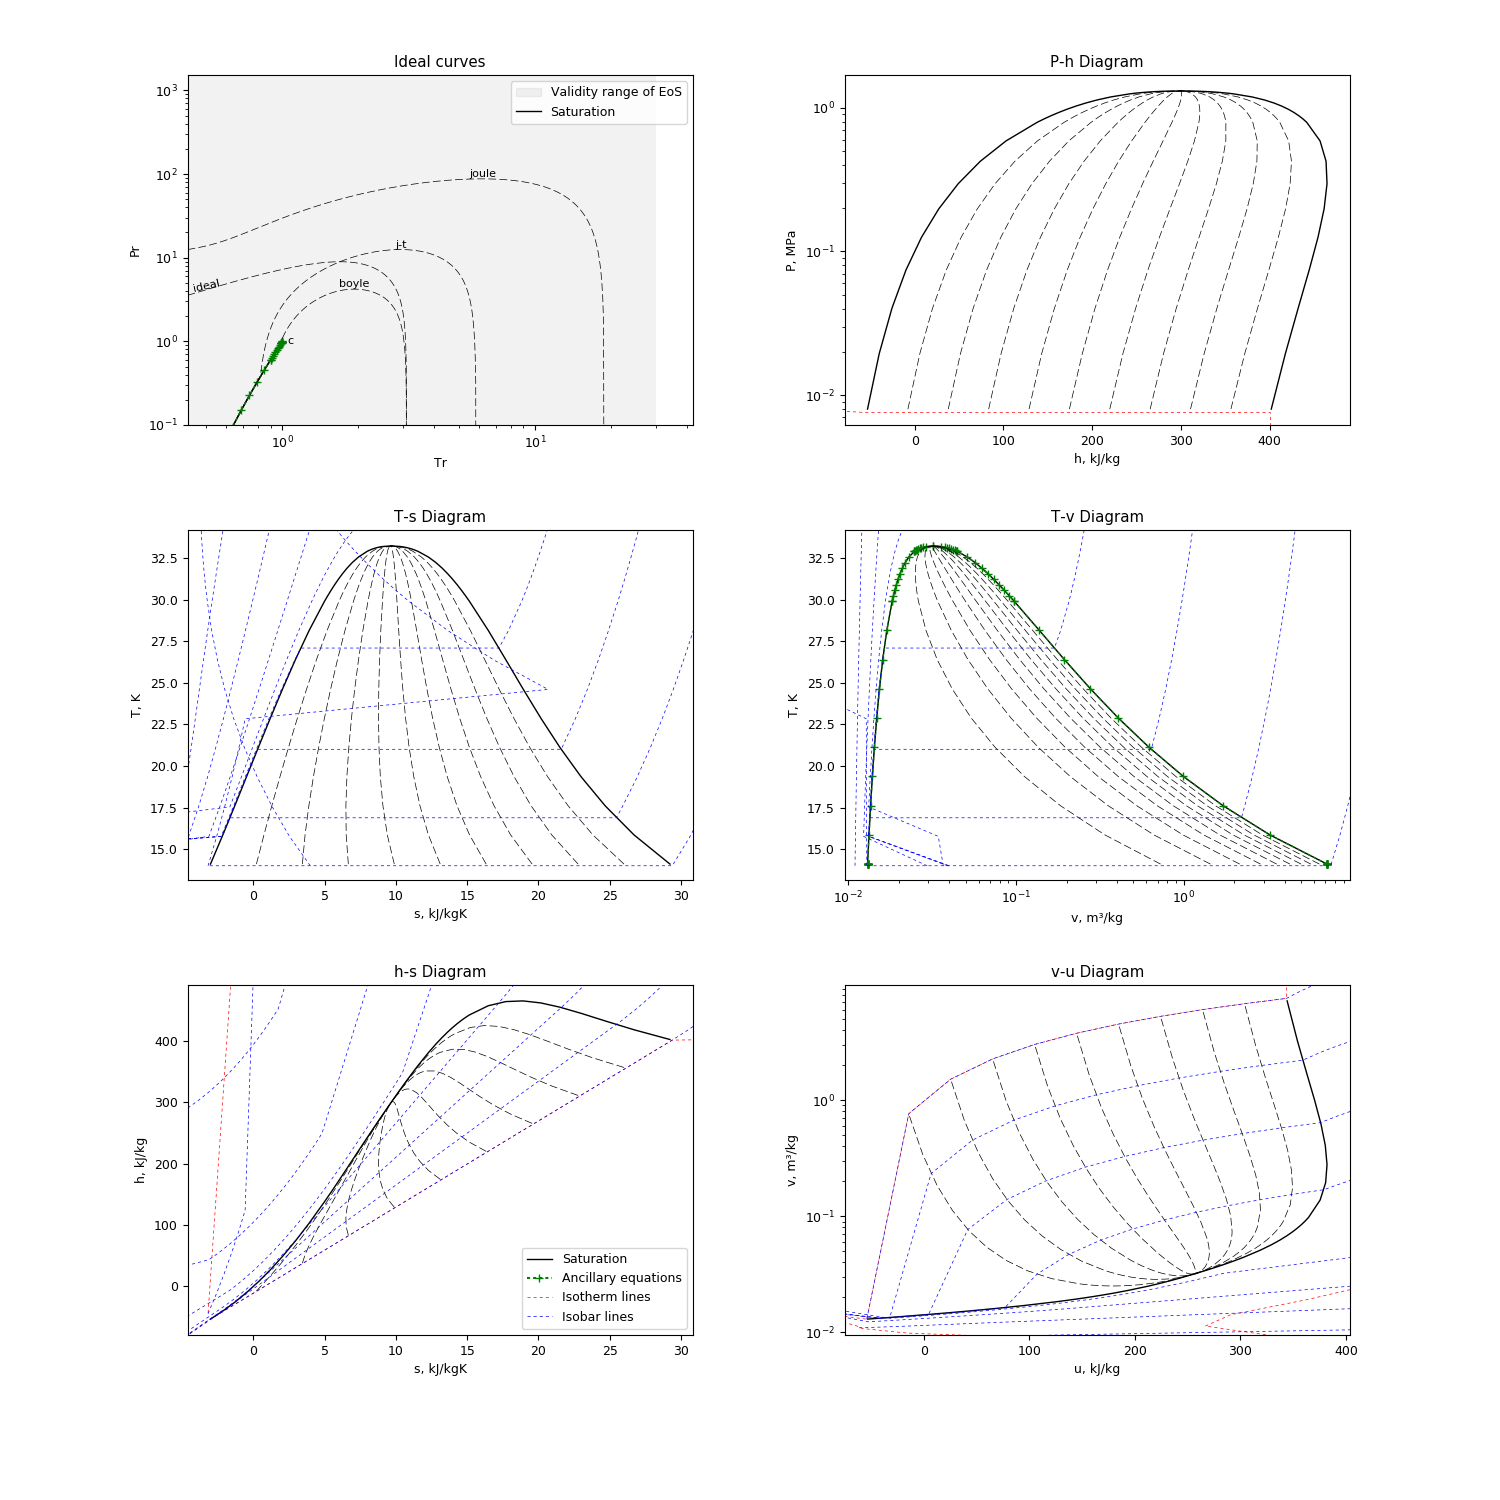 Ideal curves
10³
10²
10¹
10⁰
10⁻¹
Pr
Validity range of EoS
Saturation
joule
j-t
ideal
boyle
c
10⁰
10¹
Tr
P-h Diagram
10⁰
10⁻¹
10⁻²
P, MPa
0 100 200 300 400
h, kJ/kg
T-s Diagram
32.5
30.0
27.5
25.0
22.5
20.0
17.5
15.0
T, K
0 5 10 15 20 25 30
s, kJ/kgK
T-v Diagram
32.5
30.0
27.5
25.0
22.5
20.0
17.5
15.0
T, K
10⁻² 10⁻¹ 10⁰
v, m³/kg
h-s Diagram
400
300
200
100
0
h, kJ/kg
Saturation
Ancillary equations
Isotherm lines
Isobar lines
0 5 10 15 20 25 30
s, kJ/kgK
v-u Diagram
10⁰
10⁻¹
10⁻²
v, m³/kg
0 100 200 300 400
u, kJ/kg